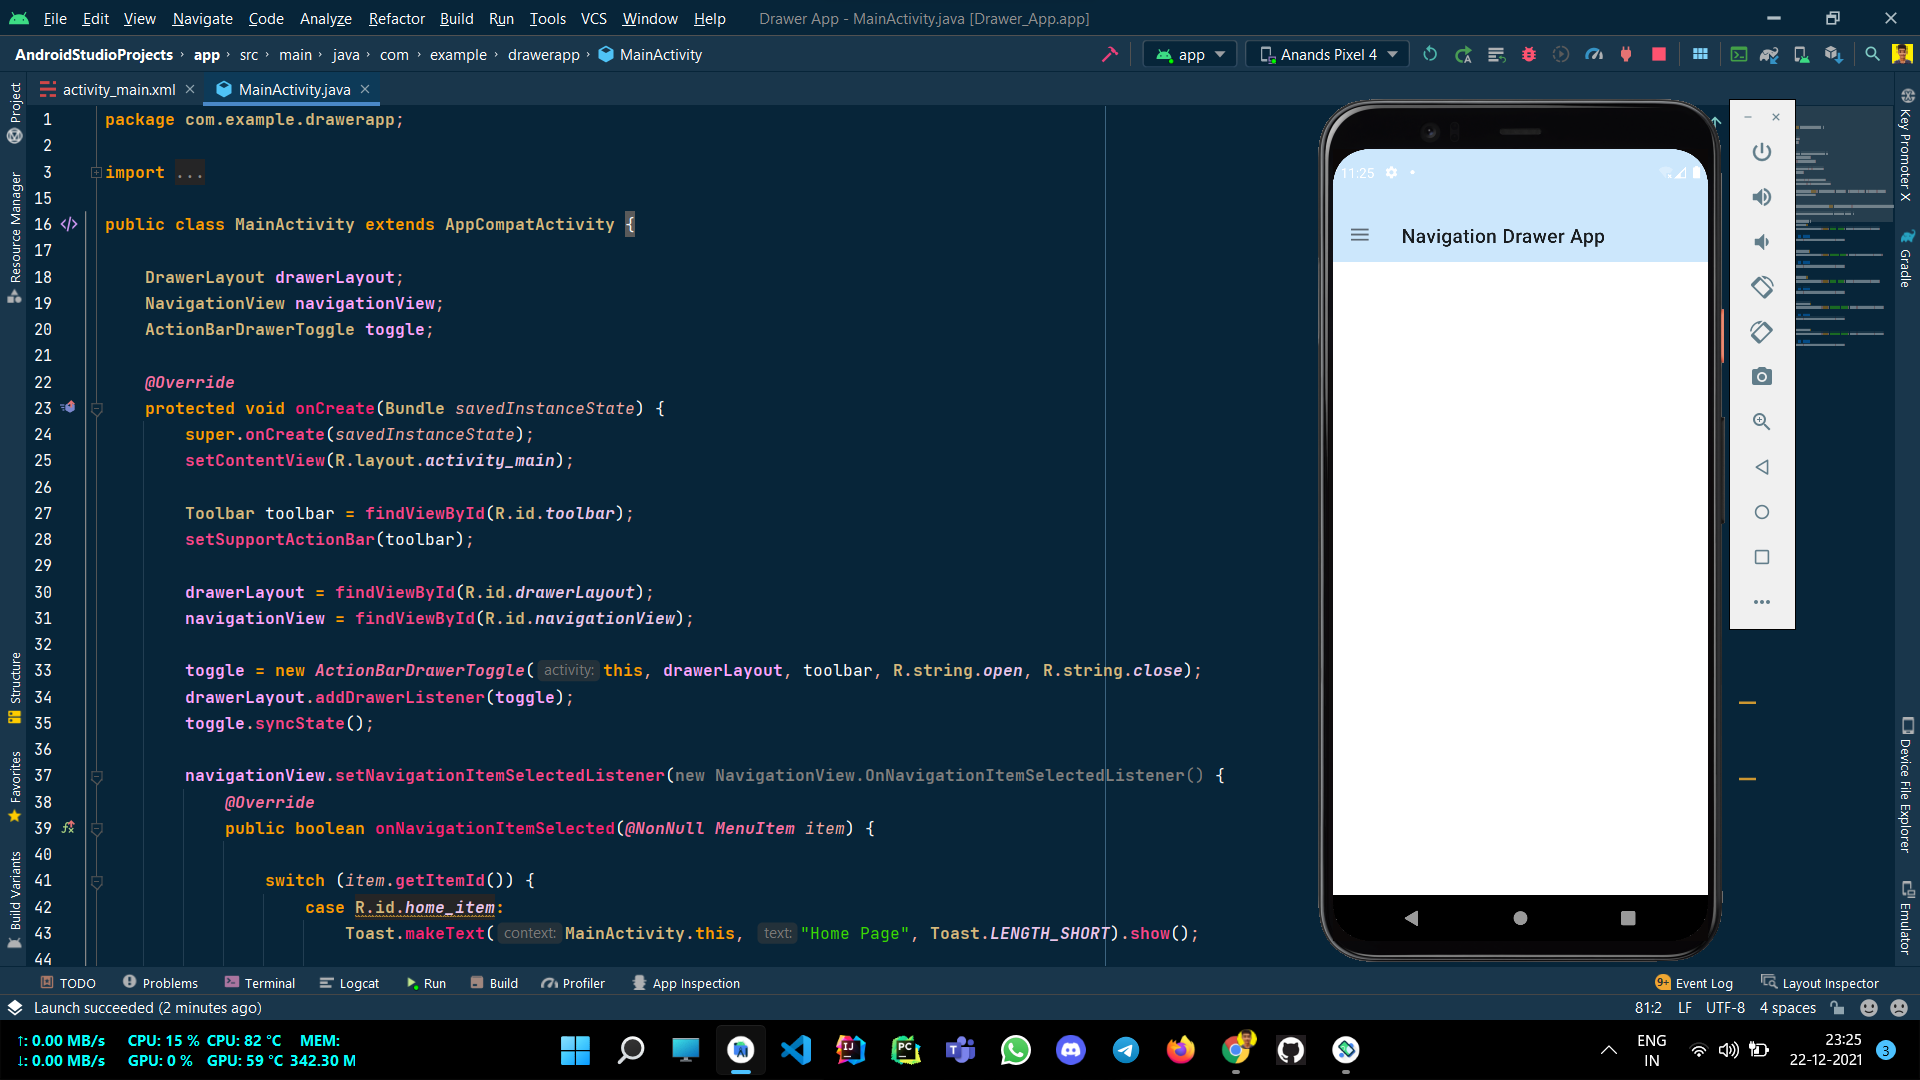 File Edit View Navigate Code Analyze Refactor Build Run Tools VCS Window Help Drawer App - MainActivity.java [Drawer_App.app]
AndroidStudioProjects app src main java com example drawerapp MainActivity app Anands Pixel 4
activity_main.xml MainActivity.java
1 package com.example.drawerapp;
2
3 import ...
15
16 public class MainActivity extends AppCompatActivity {
17
18 DrawerLayout drawerLayout;
19 NavigationView navigationView;
20 ActionBarDrawerToggle toggle;
21
22 @Override
23 protected void onCreate(Bundle savedInstanceState) {
24 super.onCreate(savedInstanceState);
25 setContentView(R.layout.activity_main);
26
27 Toolbar toolbar = findViewById(R.id.toolbar);
28 setSupportActionBar(toolbar);
29
30 drawerLayout = findViewById(R.id.drawerLayout);
31 navigationView = findViewById(R.id.navigationView);
32
33 toggle = new ActionBarDrawerToggle( activity: this, drawerLayout, toolbar, R.string.open, R.string.close);
34 drawerLayout.addDrawerListener(toggle);
35 toggle.syncState();
36
37 navigationView.setNavigationItemSelectedListener(new NavigationView.OnNavigationItemSelectedListener() {
38 @Override
39 public boolean onNavigationItemSelected(@NonNull MenuItem item) {
40
41 switch (item.getItemId()) {
42 case R.id.home_item:
43 Toast.makeText( context: MainActivity.this, text: "Home Page", Toast.LENGTH_SHORT).show();
44
Project
Resource Manager
Structure
Favorites
Build Variants
11:25
Navigation Drawer App
Key Promoter X
Gradle
Device File Explorer
Emulator
TODO Problems Terminal Logcat Run Build Profiler App Inspection 9+ Event Log Layout Inspector
Launch succeeded (2 minutes ago) 81:2 LF UTF-8 4 spaces
↑: 0.00 MB/s CPU: 15 % CPU: 82 °C MEM:
↓: 0.00 MB/s GPU: 0 % GPU: 59 °C 342.30 M
IJ
PC
ENG
IN
23:25
22-12-2021
3